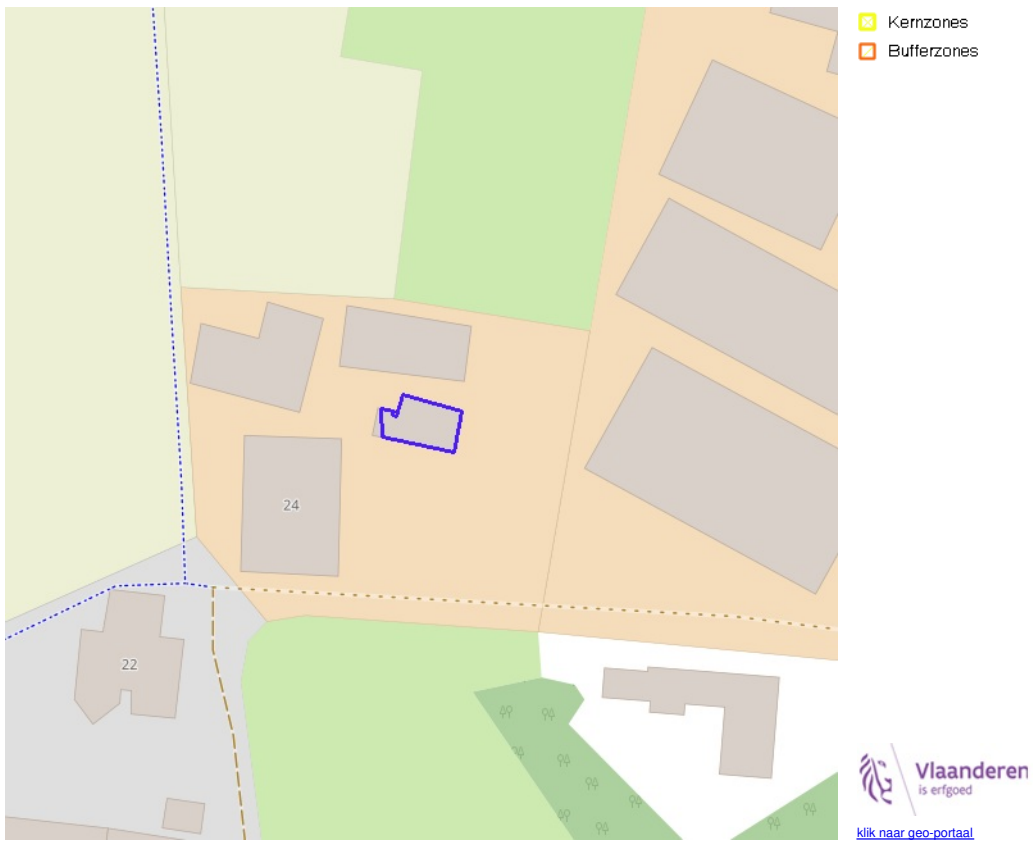 Kernzones
Bufferzones
24
22
Vlaanderen
is erfgoed
klik naar geo-portaal